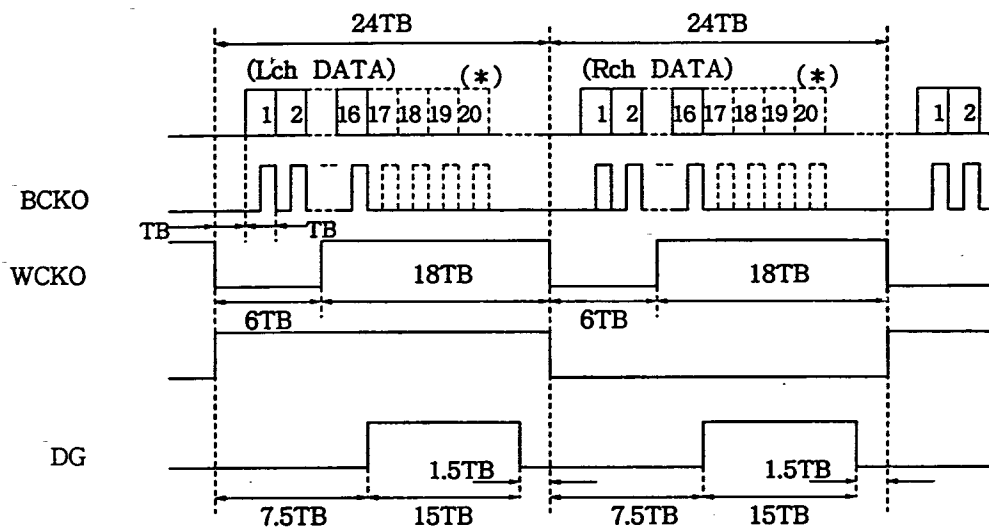 24TB 24TB
(Lch DATA) (*) (Rch DATA) (*)
1 2 16 17 18 19 20 1 2 16 17 18 19 20 1 2
BCKO
TB TB
WCKO 18TB 18TB
6TB 6TB
DG
1.5TB 1.5TB
7.5TB 15TB 7.5TB 15TB